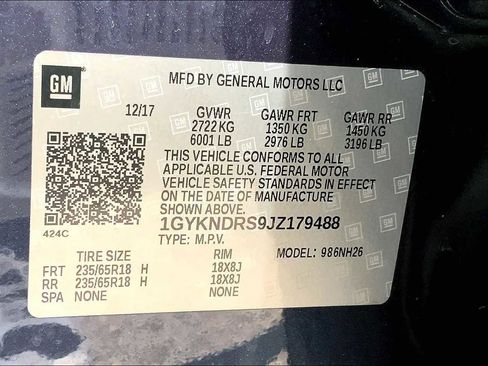 GM
MFD BY GENERAL MOTORS LLC
12/17 GVWR GAWR FRT GAWR RR
2722 KG 1350 KG 1450 KG
6001 LB 2976 LB 3196 LB
THIS VEHICLE CONFORMS TO ALL
APPLICABLE U.S. FEDERAL MOTOR
VEHICLE SAFETY STANDARDS IN EFFECT
ON THE DATE OF MANUFACTURE
SHOWN ABOVE.
424C
1GYKNDRS9JZ179488
TYPE: M.P.V.
MODEL: 986NH26
TIRE SIZE RIM
FRT 235/65R18 H 18X8J
RR 235/65R18 H 18X8J
SPA NONE NONE